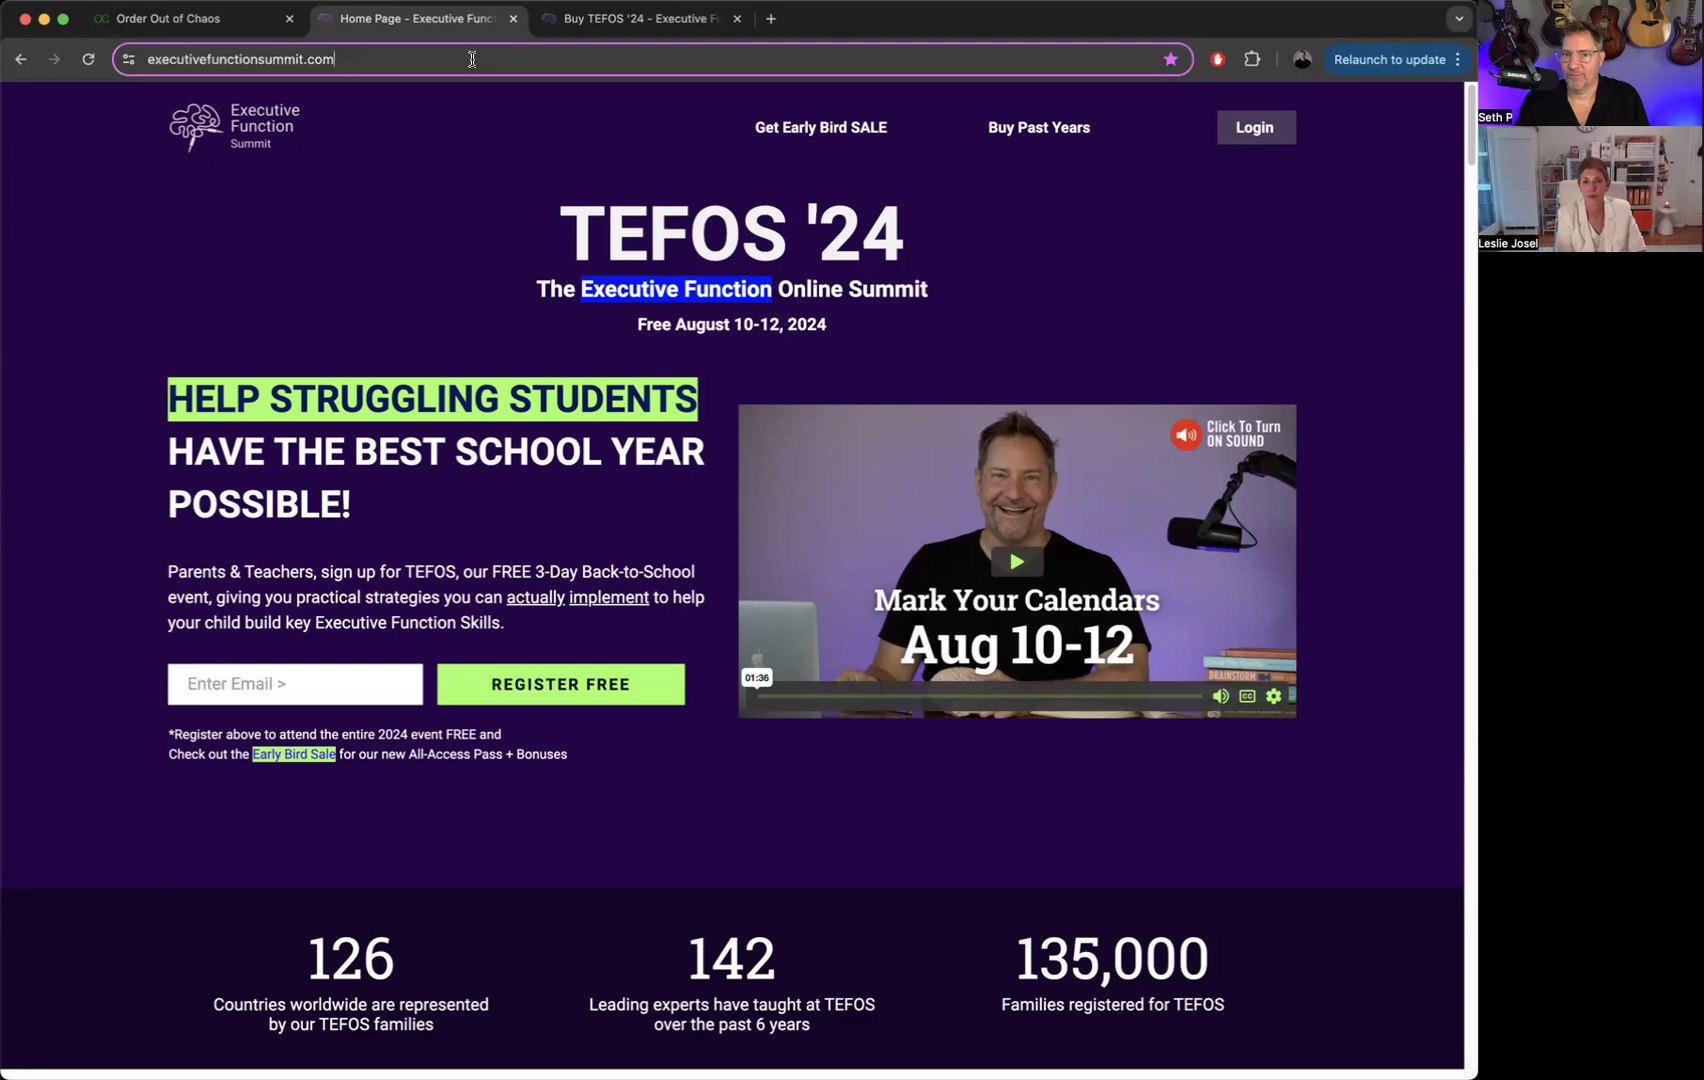 Order Out of Chaos
Home Page - Executive Func
Buy TEFOS '24 - Executive Fu
executivefunctionsummit.com
Relaunch to update
Executive
Function
Summit
Get Early Bird SALE
Buy Past Years
Login
TEFOS '24
The Executive Function Online Summit
Free August 10-12, 2024
HELP STRUGGLING STUDENTS
HAVE THE BEST SCHOOL YEAR
POSSIBLE!
Parents & Teachers, sign up for TEFOS, our FREE 3-Day Back-to-School
event, giving you practical strategies you can actually implement to help
your child build key Executive Function Skills.
Enter Email >
REGISTER FREE
*Register above to attend the entire 2024 event FREE and
Check out the Early Bird Sale for our new All-Access Pass + Bonuses
Click To Turn
ON SOUND
Mark Your Calendars
Aug 10-12
01:36
CC
126
Countries worldwide are represented
by our TEFOS families
142
Leading experts have taught at TEFOS
over the past 6 years
135,000
Families registered for TEFOS
Seth P
Leslie Josel